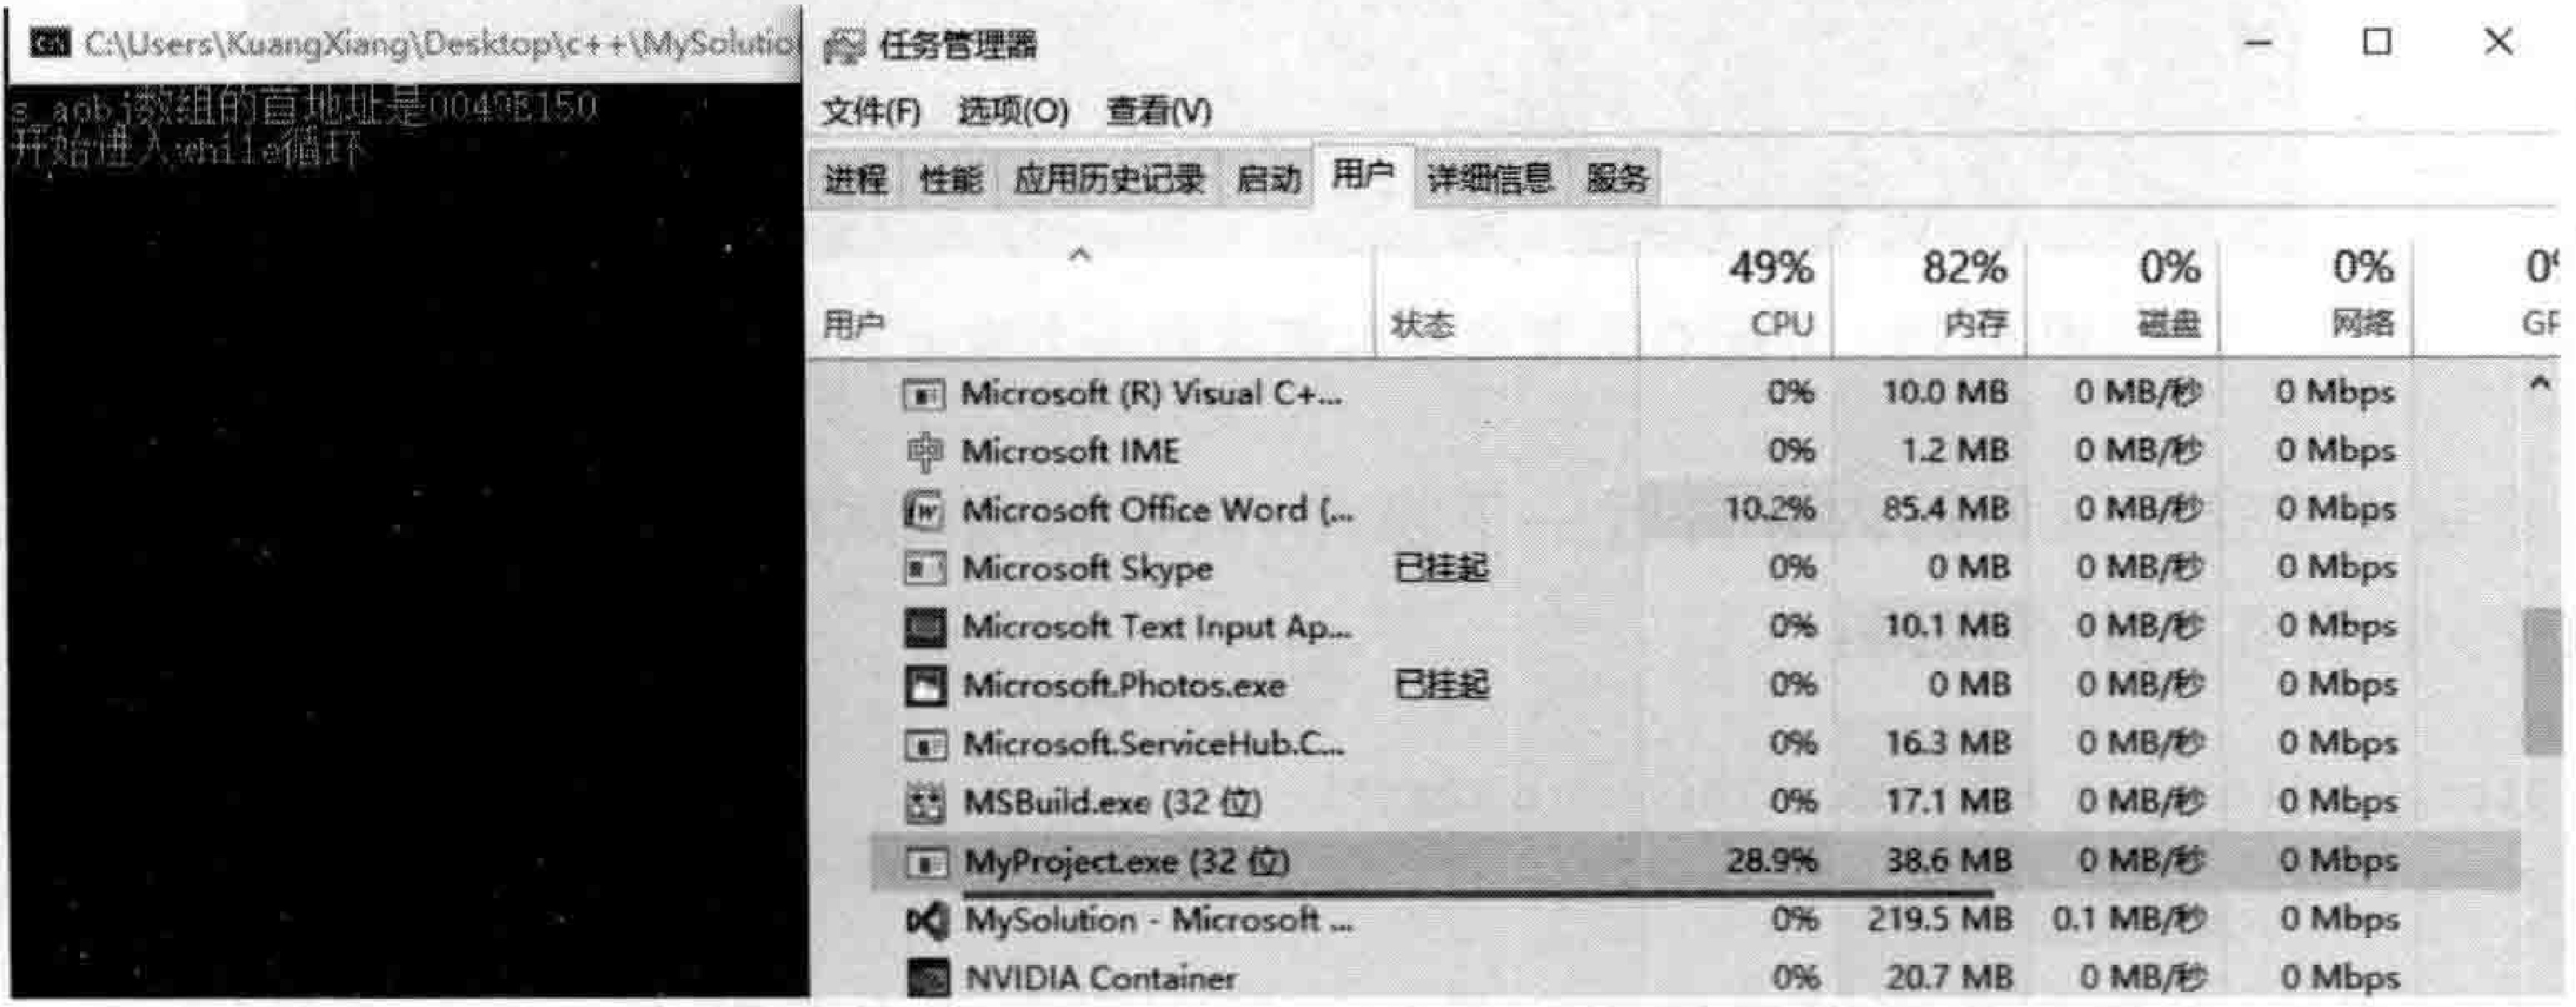 C:\Users\KuangXiang\Desktop\c++\MySolutio
s_aobj数组的首地址是0049E150
开始进入while循环
任务管理器
文件(F) 选项(O) 查看(V)
进程 性能 应用历史记录 启动 用户 详细信息 服务
49% 82% 0% 0% 0%
用户 状态 CPU 内存 磁盘 网络 GP
Microsoft (R) Visual C+... 0% 10.0 MB 0 MB/秒 0 Mbps
Microsoft IME 0% 1.2 MB 0 MB/秒 0 Mbps
Microsoft Office Word (... 10.2% 85.4 MB 0 MB/秒 0 Mbps
Microsoft Skype 已挂起 0% 0 MB 0 MB/秒 0 Mbps
Microsoft Text Input Ap... 0% 10.1 MB 0 MB/秒 0 Mbps
Microsoft.Photos.exe 已挂起 0% 0 MB 0 MB/秒 0 Mbps
Microsoft.ServiceHub.C... 0% 16.3 MB 0 MB/秒 0 Mbps
MSBuild.exe (32 位) 0% 17.1 MB 0 MB/秒 0 Mbps
MyProject.exe (32 位) 28.9% 38.6 MB 0 MB/秒 0 Mbps
MySolution - Microsoft ... 0% 219.5 MB 0.1 MB/秒 0 Mbps
NVIDIA Container 0% 20.7 MB 0 MB/秒 0 Mbps